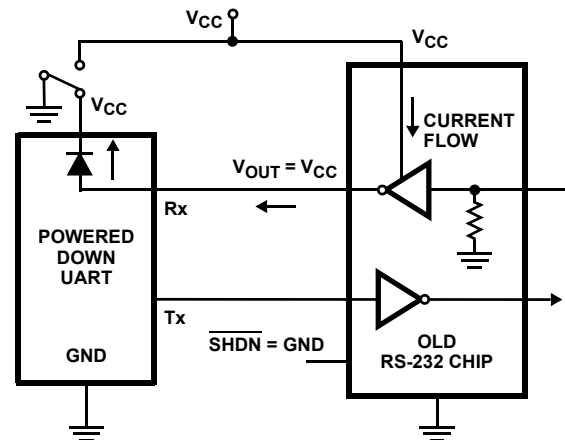 VCC
VCC
VCC
CURRENT
FLOW
VOUT = VCC
Rx
POWERED
DOWN
UART
Tx
SHDN = GND
OLD
RS-232 CHIP
GND